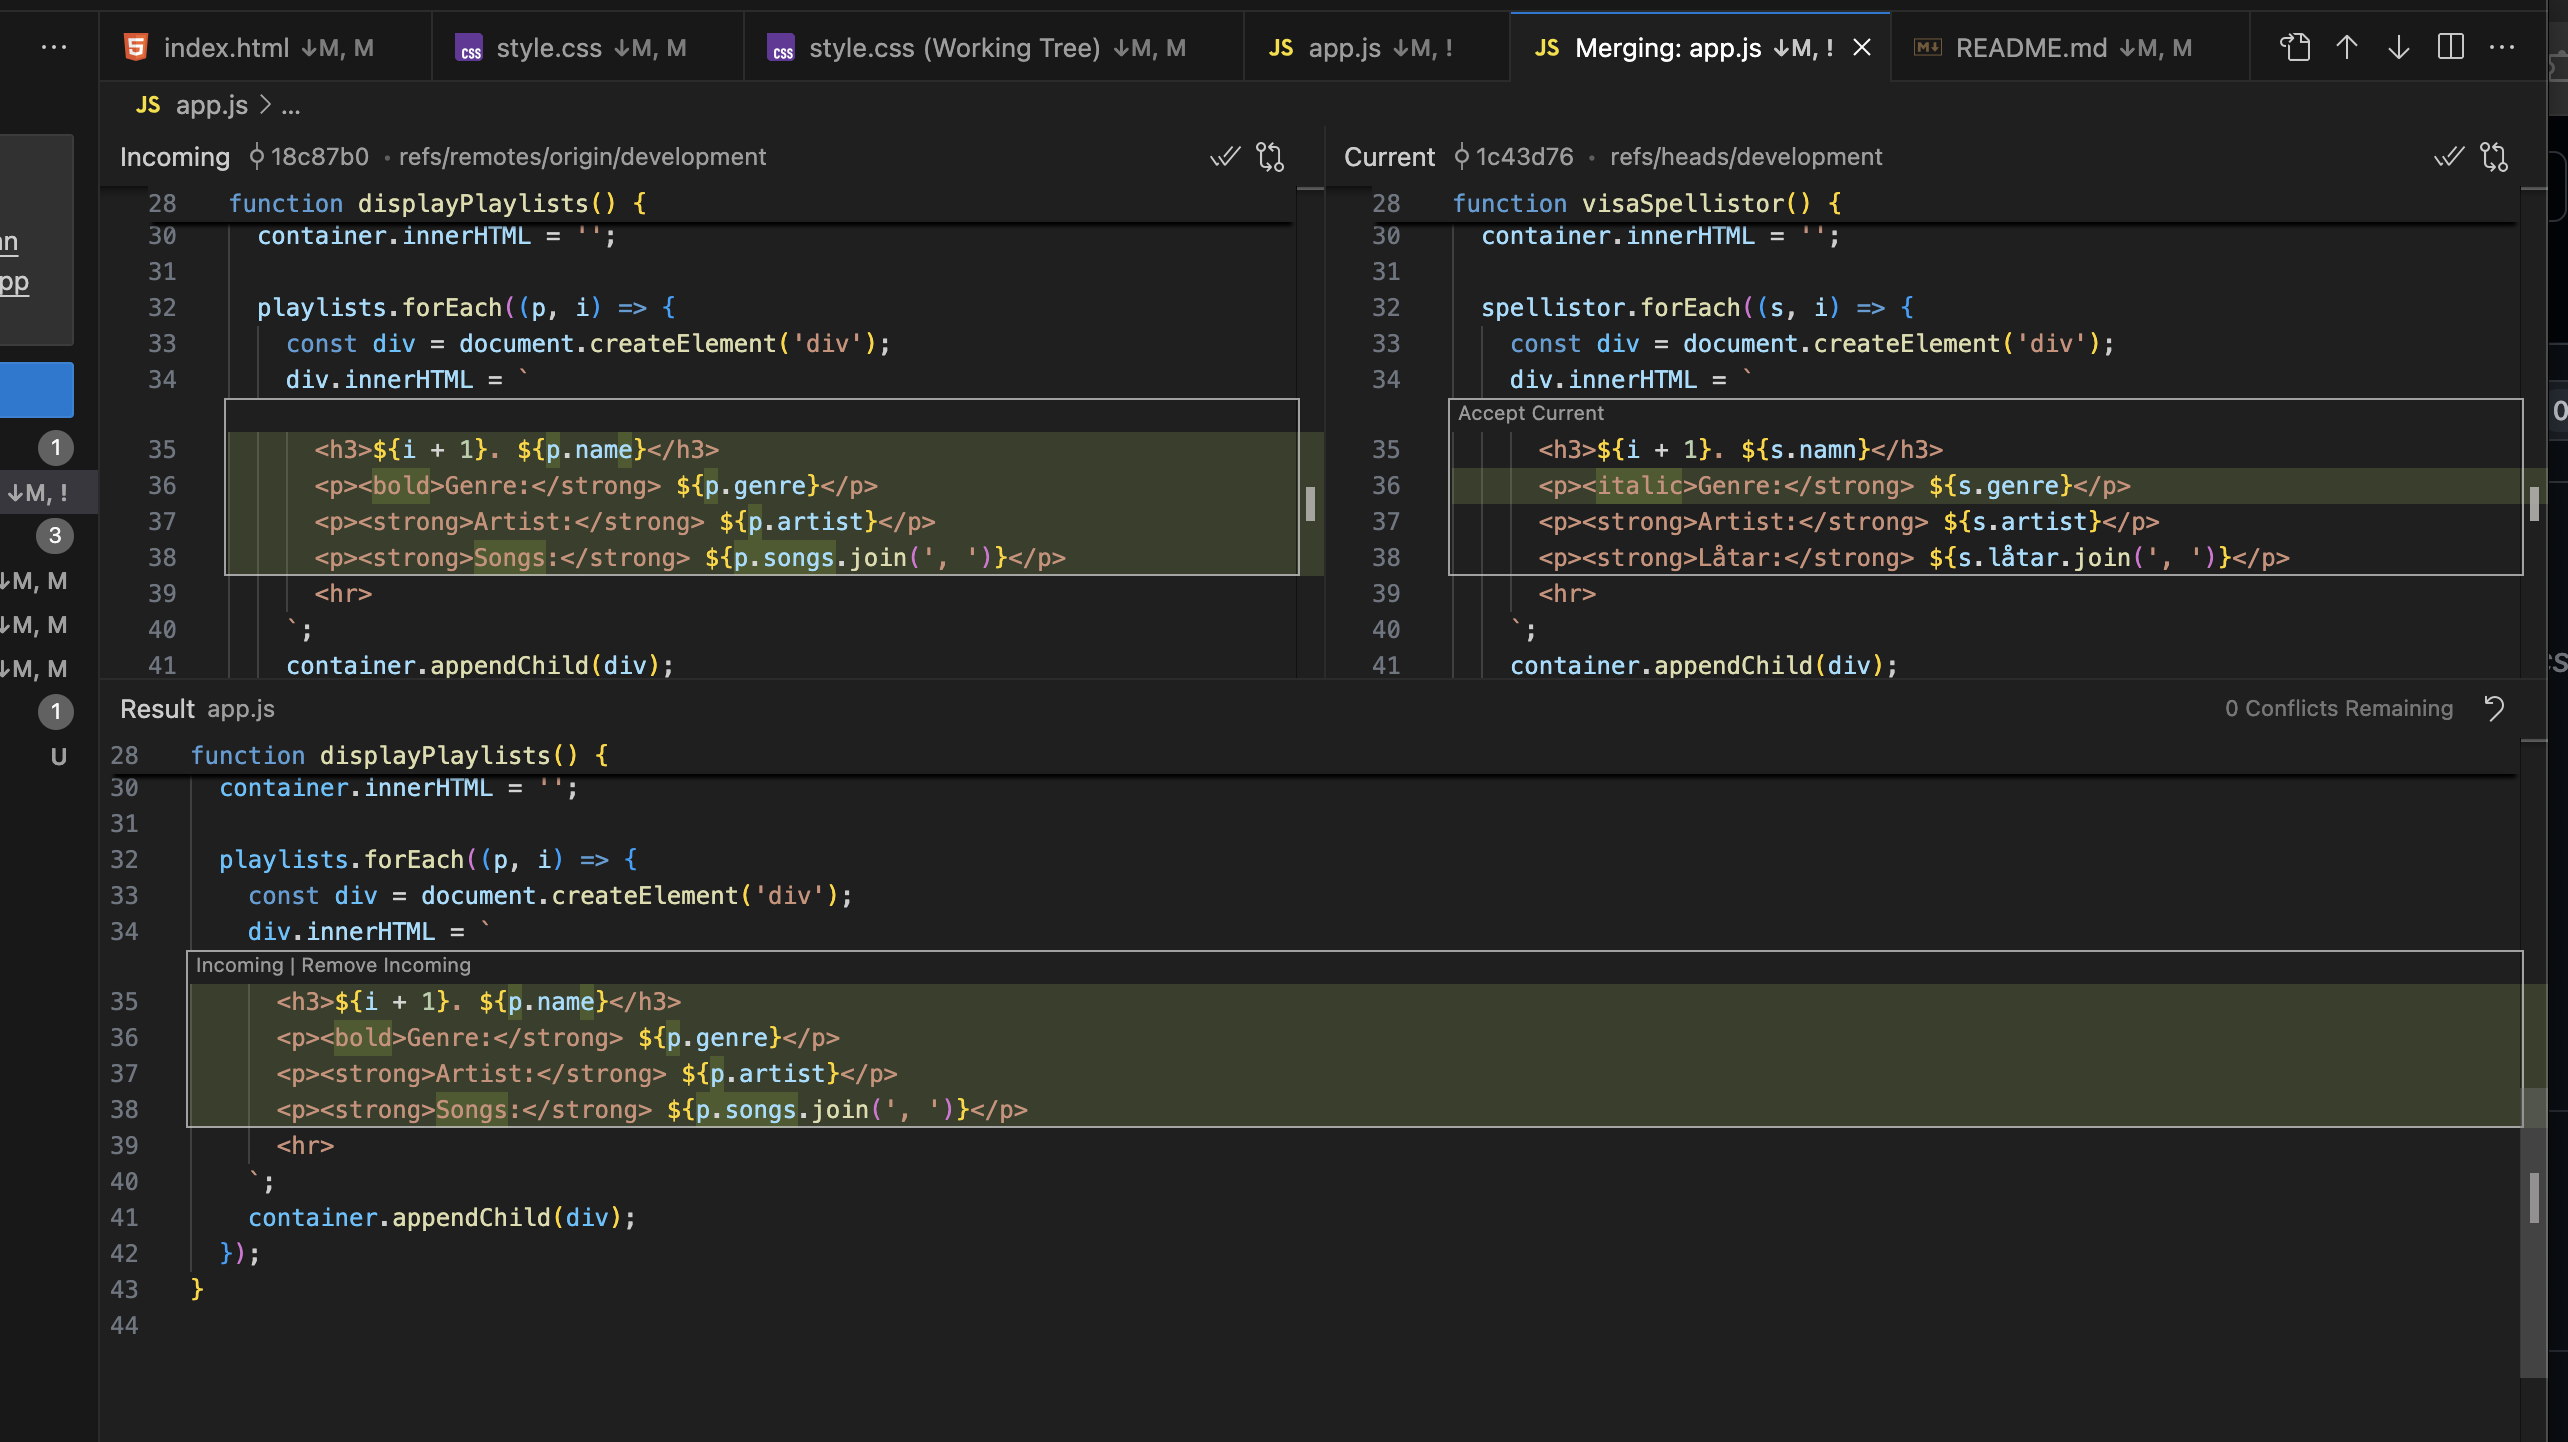 index.html ↓M, M
style.css ↓M, M
style.css (Working Tree) ↓M, M
JS app.js ↓M, !
JS Merging: app.js ↓M, !
README.md ↓M, M
JS app.js > ...
Incoming 18c87b0 • refs/remotes/origin/development
28 function displayPlaylists() {
30 container.innerHTML = '';
31
32 playlists.forEach((p, i) => {
33 const div = document.createElement('div');
34 div.innerHTML = `
35 <h3>${i + 1}. ${p.name}</h3>
36 <p><bold>Genre:</strong> ${p.genre}</p>
37 <p><strong>Artist:</strong> ${p.artist}</p>
38 <p><strong>Songs:</strong> ${p.songs.join(', ')}</p>
39 <hr>
40 `;
41 container.appendChild(div);
Current 1c43d76 • refs/heads/development
28 function visaSpellistor() {
30 container.innerHTML = '';
31
32 spellistor.forEach((s, i) => {
33 const div = document.createElement('div');
34 div.innerHTML = `
Accept Current
35 <h3>${i + 1}. ${s.namn}</h3>
36 <p><italic>Genre:</strong> ${s.genre}</p>
37 <p><strong>Artist:</strong> ${s.artist}</p>
38 <p><strong>Låtar:</strong> ${s.låtar.join(', ')}</p>
39 <hr>
40 `;
41 container.appendChild(div);
Result app.js
0 Conflicts Remaining
28 function displayPlaylists() {
30 container.innerHTML = '';
31
32 playlists.forEach((p, i) => {
33 const div = document.createElement('div');
34 div.innerHTML = `
Incoming | Remove Incoming
35 <h3>${i + 1}. ${p.name}</h3>
36 <p><bold>Genre:</strong> ${p.genre}</p>
37 <p><strong>Artist:</strong> ${p.artist}</p>
38 <p><strong>Songs:</strong> ${p.songs.join(', ')}</p>
39 <hr>
40 `;
41 container.appendChild(div);
42 });
43 }
44
1
↓M, !
3
↓M, M
↓M, M
↓M, M
1
U